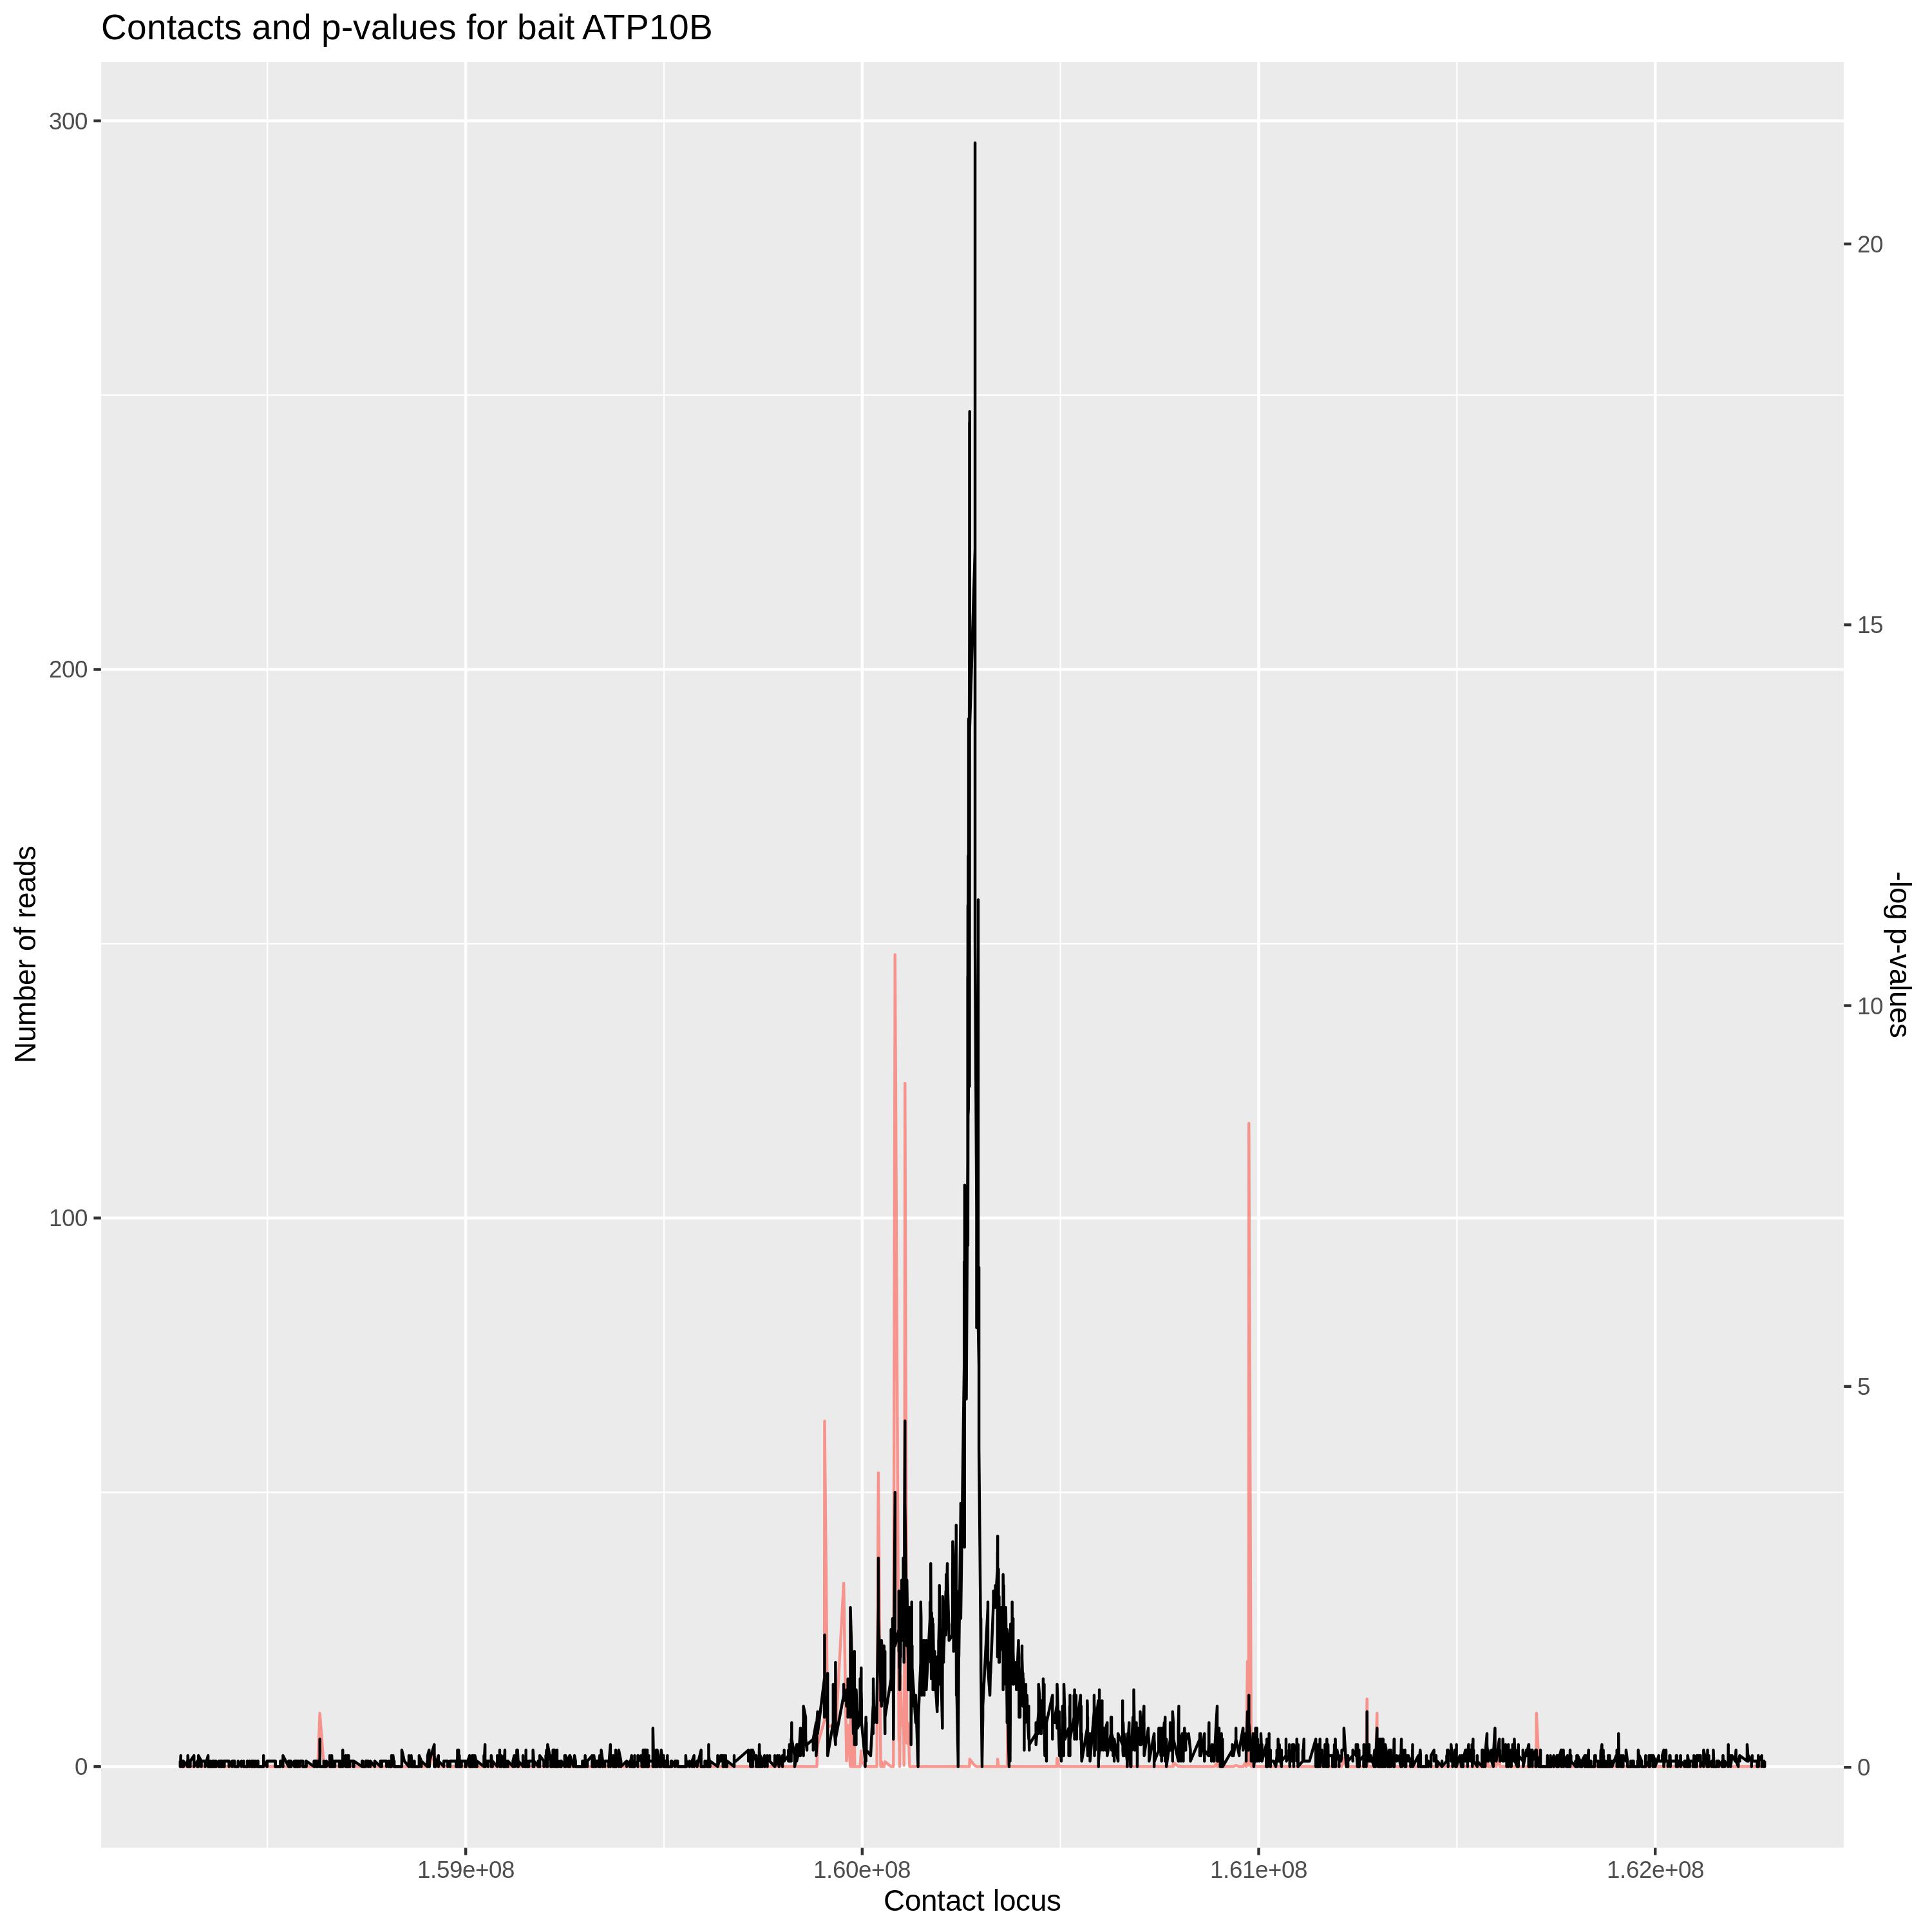 Contacts and p-values for bait ATP10B
300
200
100
0
20
15
10
5
0
Number of reads
-log p-values
1.59e+08
1.60e+08
1.61e+08
1.62e+08
Contact locus